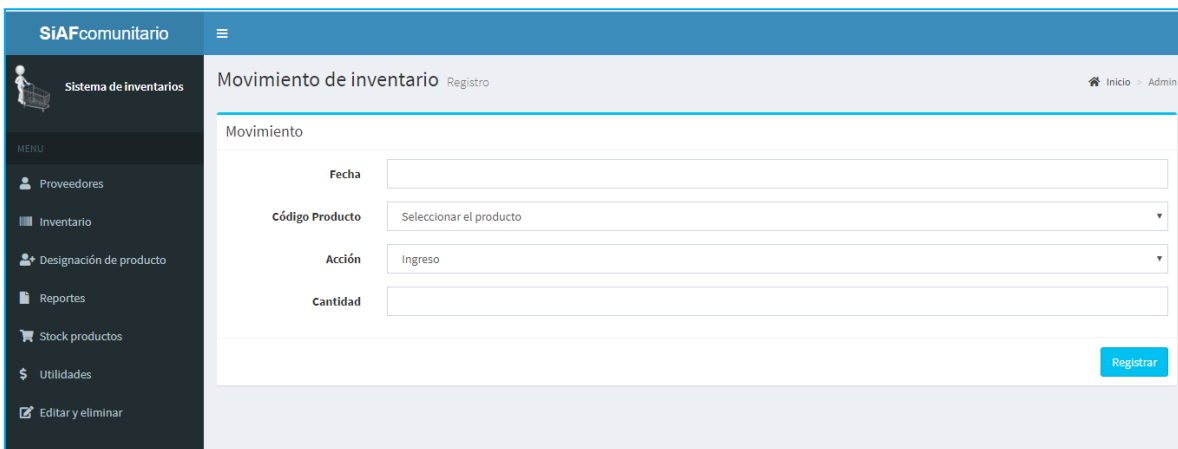 SiAFcomunitario
Sistema de inventarios
MENU
Proveedores
Inventario
Designación de producto
Reportes
Stock productos
Utilidades
Editar y eliminar
Movimiento de inventario Registro
Inicio > Admin
Movimiento
Fecha
Código Producto Seleccionar el producto
Acción Ingreso
Cantidad
Registrar